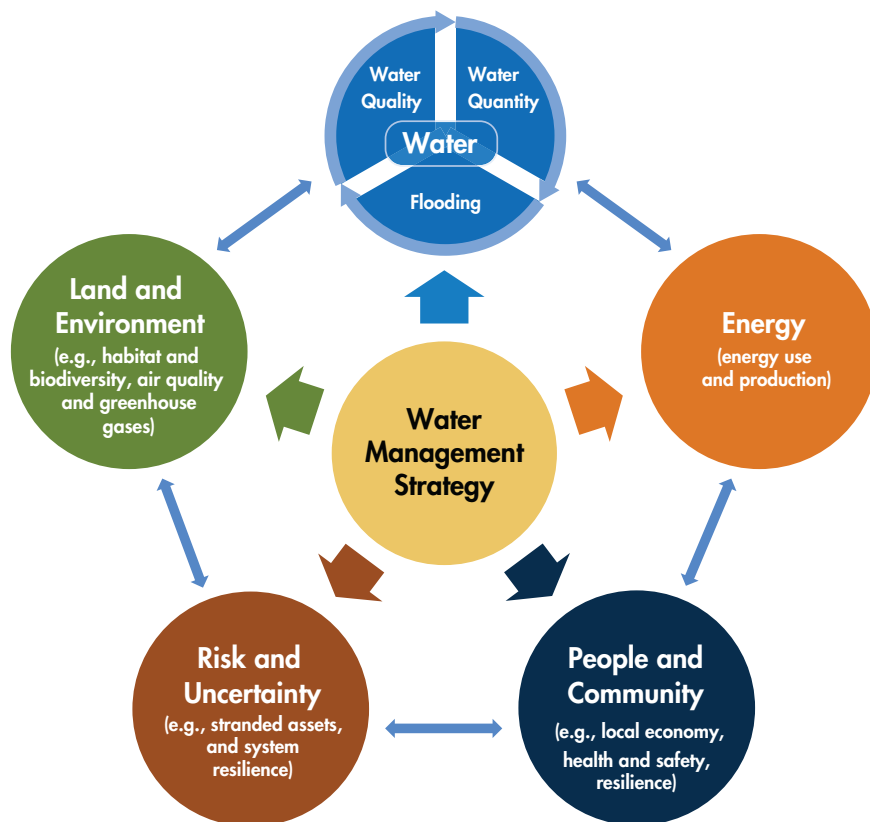 Water
Quality
Water
Quantity
Water
Flooding
Land and
Environment
(e.g., habitat and
biodiversity, air quality
and greenhouse
gases)
Energy
(energy use
and production)
Water
Management
Strategy
Risk and
Uncertainty
(e.g., stranded assets,
and system
resilience)
People and
Community
(e.g., local economy,
health and safety,
resilience)